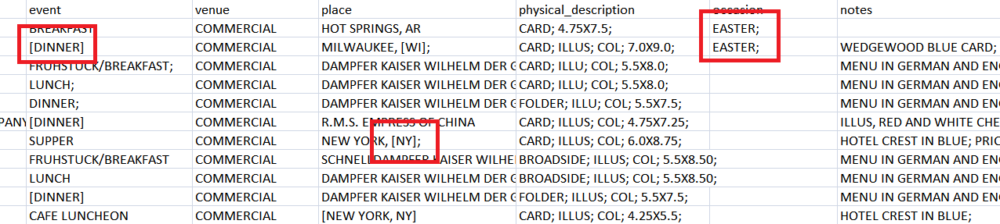 event venue place physical_description occasion notes
BREAKFAST COMMERCIAL HOT SPRINGS, AR CARD; 4.75X7.5; EASTER;
[DINNER] COMMERCIAL MILWAUKEE, [WI]; CARD; ILLUS; COL; 7.0X9.0; EASTER; WEDGEWOOD BLUE CARD;
FRUHSTUCK/BREAKFAST; COMMERCIAL DAMPFER KAISER WILHELM DER G CARD; ILLU; COL; 5.5X8.0; MENU IN GERMAN AND ENG
LUNCH; COMMERCIAL DAMPFER KAISER WILHELM DER G CARD; ILLU; COL; 5.5X8.0; MENU IN GERMAN AND ENG
DINNER; COMMERCIAL DAMPFER KAISER WILHELM DER G FOLDER; ILLU; COL; 5.5X7.5; MENU IN GERMAN AND ENG
PANY [DINNER] COMMERCIAL R.M.S. EMPRESS OF CHINA CARD; ILLUS; COL; 4.75X7.25; ILLUS, RED AND WHITE CHE
SUPPER COMMERCIAL NEW YORK, [NY]; CARD; ILLUS; COL; 6.0X8.75; HOTEL CREST IN BLUE; PRIC
FRUHSTUCK/BREAKFAST COMMERCIAL SCHNELLDAMPFER KAISER WILHE BROADSIDE; ILLUS; COL; 5.5X8.50; MENU IN GERMAN AND ENG
LUNCH COMMERCIAL DAMPFER KAISER WILHELM DER G BROADSIDE; ILLUS; COL; 5.5X8.50; MENU IN GERMAN AND ENG
[DINNER] COMMERCIAL DAMPFER KAISER WILHELM DER G FOLDER; ILLUS; COL; 5.5X7.5; MENU IN GERMAN AND ENG
CAFE LUNCHEON COMMERCIAL [NEW YORK, NY] CARD; ILLUS; COL; 4.25X5.5; HOTEL CREST IN BLUE;